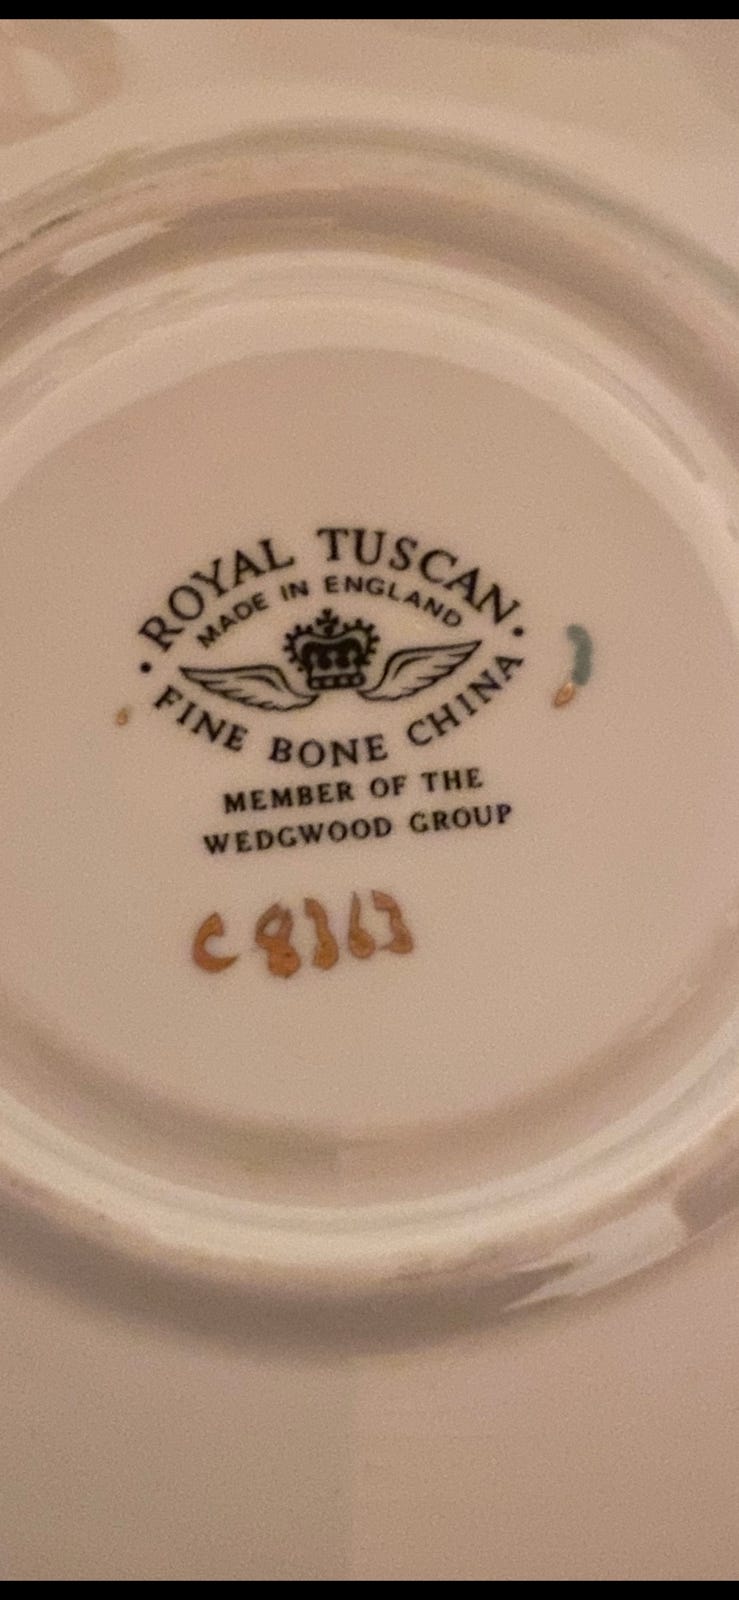 · ROYAL TUSCAN ·
MADE IN ENGLAND
FINE BONE CHINA
MEMBER OF THE
WEDGWOOD GROUP
C8363